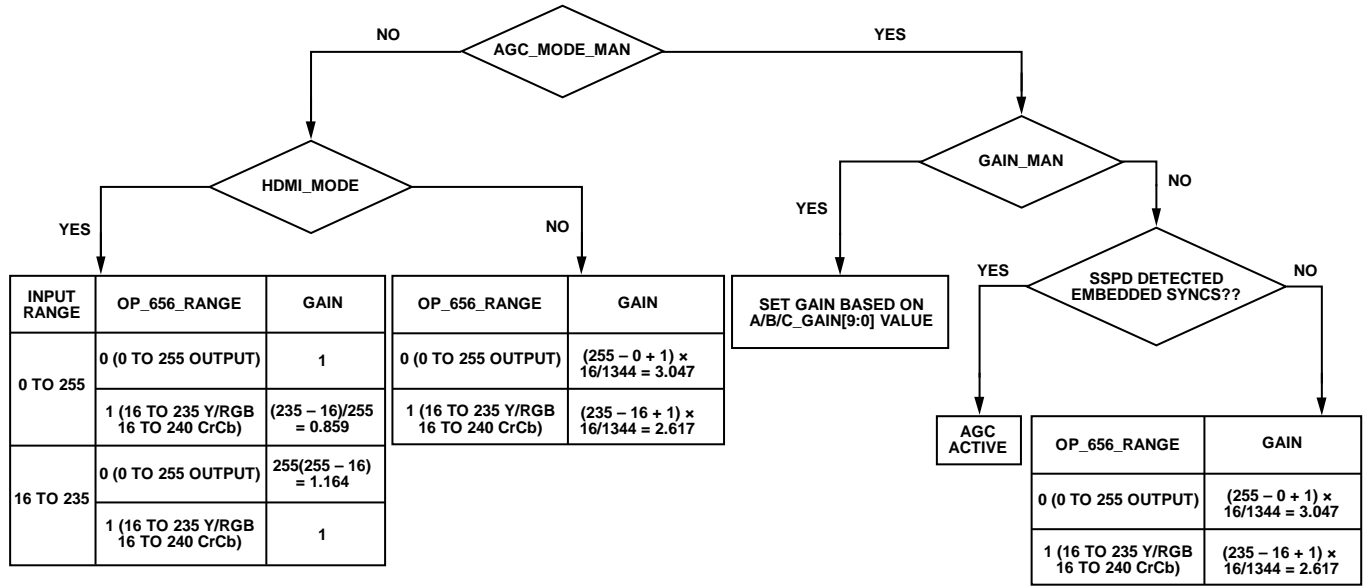 AGC_MODE_MAN
NO
YES
HDMI_MODE
YES
NO
GAIN_MAN
YES
NO
INPUT
RANGE
OP_656_RANGE
GAIN
0 TO 255
0 (0 TO 255 OUTPUT)
1
1 (16 TO 235 Y/RGB
16 TO 240 CrCb)
(235 – 16)/255
= 0.859
16 TO 235
0 (0 TO 255 OUTPUT)
255(255 – 16)
= 1.164
1 (16 TO 235 Y/RGB
16 TO 240 CrCb)
1
OP_656_RANGE
GAIN
0 (0 TO 255 OUTPUT)
(255 – 0 + 1) ×
16/1344 = 3.047
1 (16 TO 235 Y/RGB
16 TO 240 CrCb)
(235 – 16 + 1) ×
16/1344 = 2.617
SET GAIN BASED ON
A/B/C_GAIN[9:0] VALUE
SSPD DETECTED
EMBEDDED SYNCS??
YES
NO
AGC
ACTIVE
OP_656_RANGE
GAIN
0 (0 TO 255 OUTPUT)
(255 – 0 + 1) ×
16/1344 = 3.047
1 (16 TO 235 Y/RGB
16 TO 240 CrCb)
(235 – 16 + 1) ×
16/1344 = 2.617